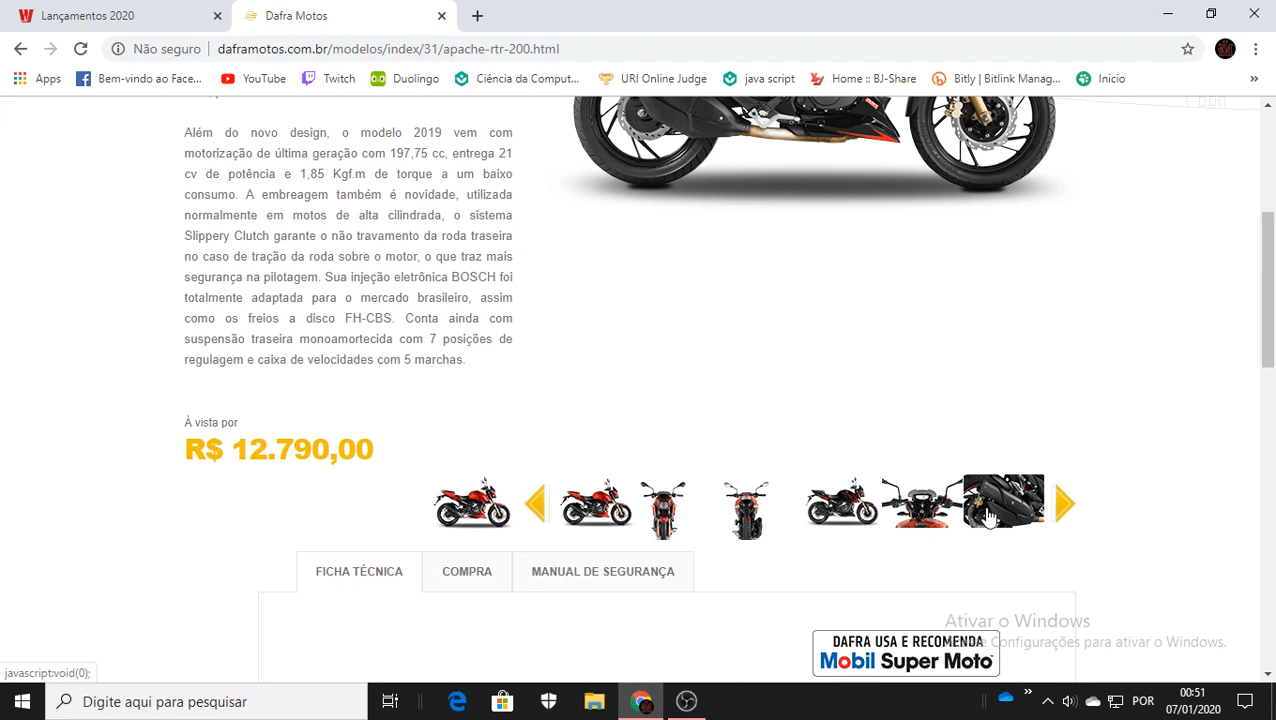 Lançamentos 2020
Dafra Motos
Não seguro
daframotos.com.br/modelos/index/31/apache-rtr-200.html
Apps
Bem-vindo ao Face...
YouTube
Twitch
Duolingo
Ciência da Comput...
URI Online Judge
java script
Home :: BJ-Share
Bitly | Bitlink Manag...
Inicio
»
Além do novo design, o modelo 2019 vem com
motorização de última geração com 197,75 cc, entrega 21
cv de potência e 1,85 Kgf.m de torque a um baixo
consumo. A embreagem também é novidade, utilizada
normalmente em motos de alta cilindrada, o sistema
Slippery Clutch garante o não travamento da roda traseira
no caso de tração da roda sobre o motor, o que traz mais
segurança na pilotagem. Sua injeção eletrônica BOSCH foi
totalmente adaptada para o mercado brasileiro, assim
como os freios a disco FH-CBS. Conta ainda com
suspensão traseira monoamortecida com 7 posições de
regulagem e caixa de velocidades com 5 marchas.
À vista por
R$ 12.790,00
FICHA TÉCNICA
COMPRA
MANUAL DE SEGURANÇA
Ativar o Windows
Configurações para ativar o Windows.
DAFRA USA E RECOMENDA
Mobil Super Moto™
javascript:void(0);
Digite aqui para pesquisar
»
POR
00:51
07/01/2020